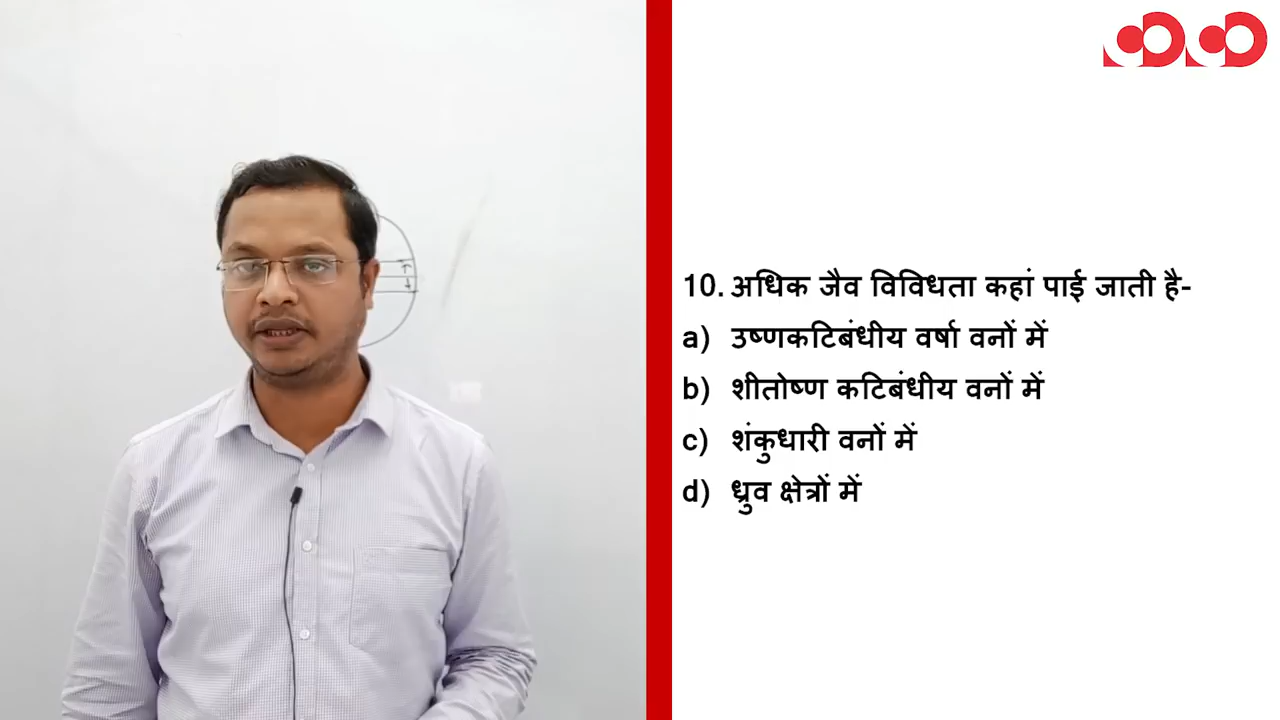 10. अधिक जैव विविधता कहां पाई जाती है-
a) उष्णकटिबंधीय वर्षा वनों में
b) शीतोष्ण कटिबंधीय वनों में
c) शंकुधारी वनों में
d) ध्रुव क्षेत्रों में